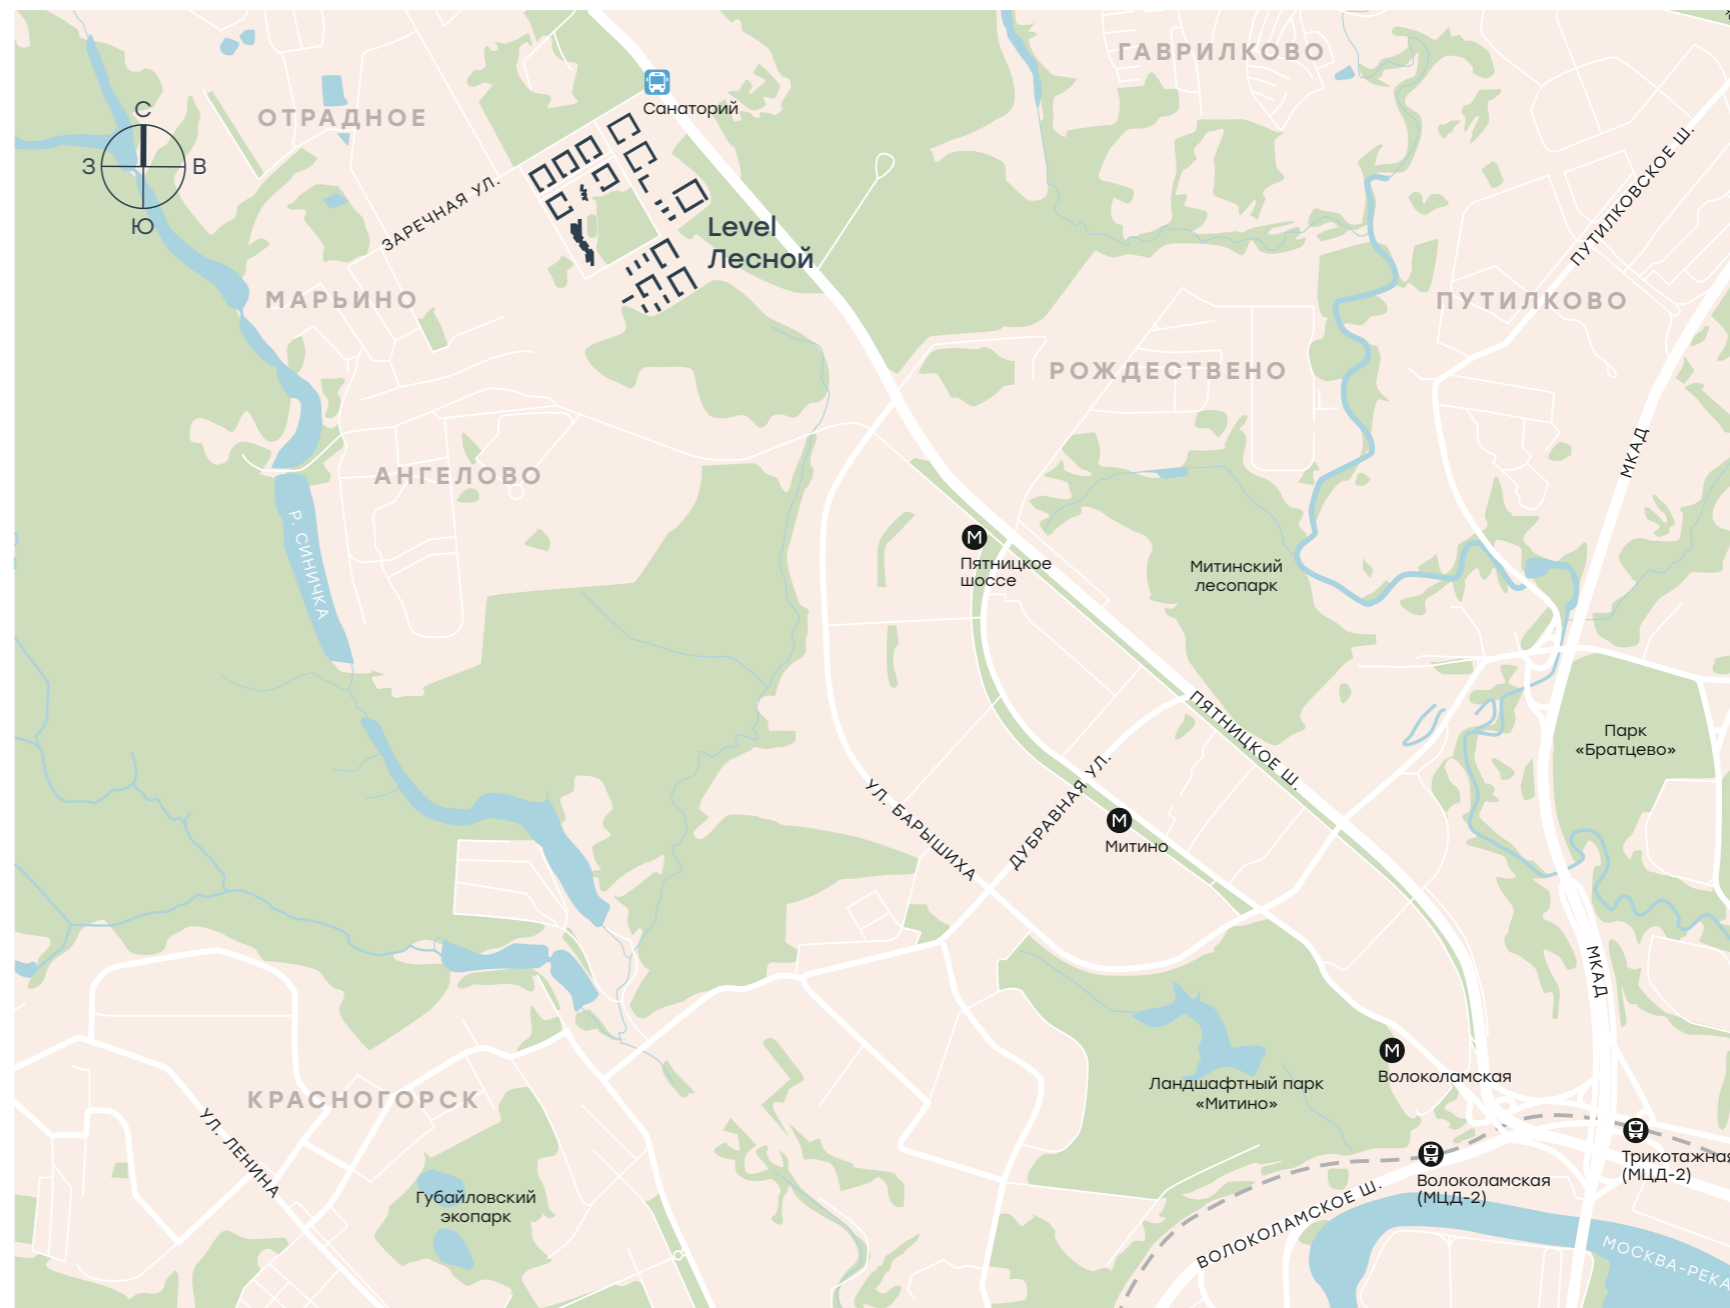 ГАВРИЛКОВО
Санаторий
ОТРАДНОЕ
С
З
В
Ю
ЗАРЕЧНАЯ УЛ.
ПУТИЛКОВСКОЕ Ш.
Level
Лесной
МАРЬИНО
ПУТИЛКОВО
РОЖДЕСТВЕНО
МКАД
АНГЕЛОВО
Р. СИНИЧКА
М
Пятницкое
шоссе
Митинский
лесопарк
ПЯТНИЦКОЕ Ш.
Парк
«Братцево»
УЛ. БАРЫШИХА
ДУБРАВНАЯ УЛ.
М
Митино
МКАД
М
Волоколамская
Ландшафтный парк
«Митино»
КРАСНОГОРСК
УЛ. ЛЕНИНА
Губайловский
экопарк
Трикотажная
(МЦД-2)
Волоколамская
(МЦД-2)
ВОЛОКОЛАМСКОЕ Ш.
МОСКВА-РЕКА